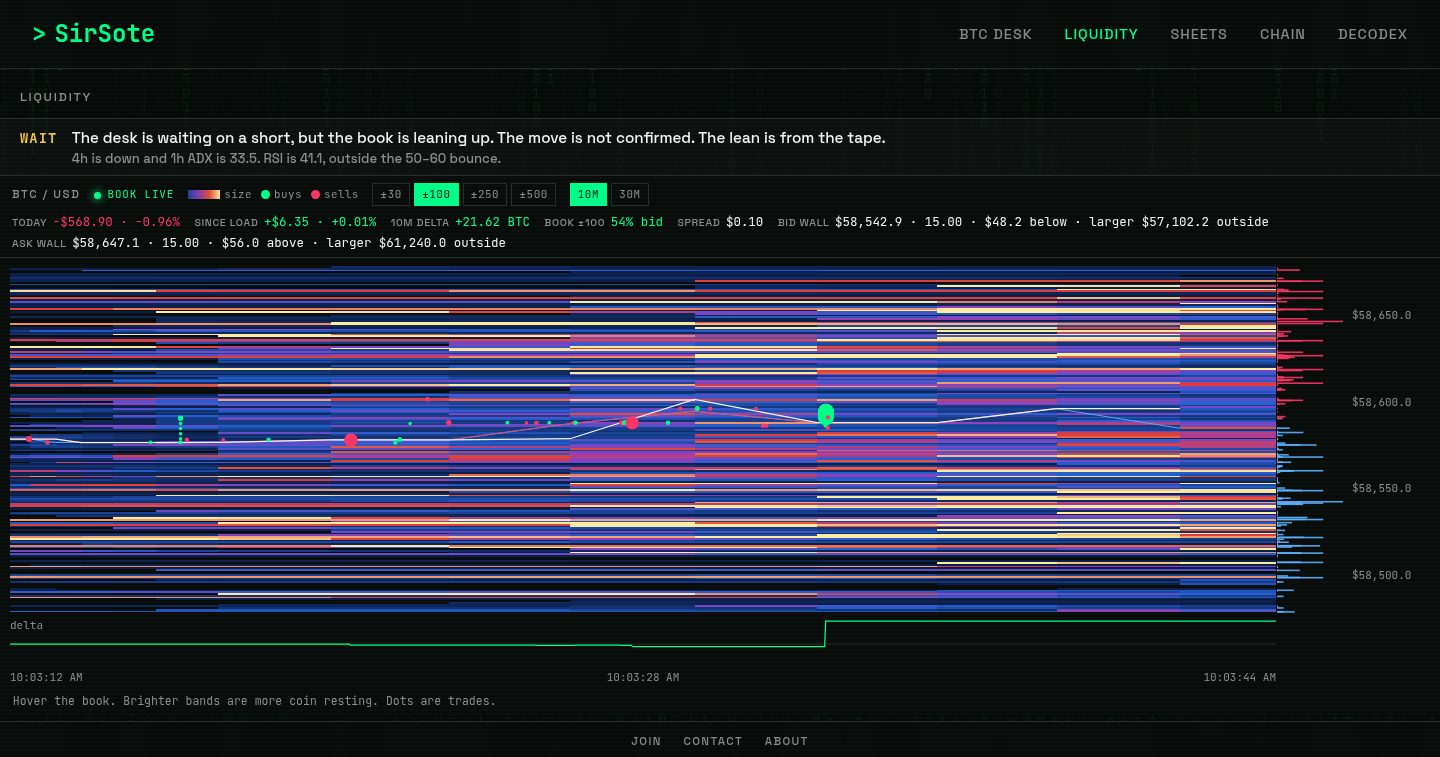 > SirSote
BTC DESK LIQUIDITY SHEETS CHAIN DECODEX
LIQUIDITY
WAIT The desk is waiting on a short, but the book is leaning up. The move is not confirmed. The lean is from the tape.
4h is down and 1h ADX is 33.5. RSI is 41.1, outside the 50–60 bounce.
BTC / USD BOOK LIVE size buys sells ±30 ±100 ±250 ±500 10M 30M
TODAY -$568.90 · -0.96% SINCE LOAD +$6.35 · +0.01% 10M DELTA +21.62 BTC BOOK ±100 54% bid SPREAD $0.10 BID WALL $58,542.9 · 15.00 · $48.2 below · larger $57,102.2 outside
ASK WALL $58,647.1 · 15.00 · $56.0 above · larger $61,240.0 outside
$58,650.0
$58,600.0
$58,550.0
$58,500.0
delta
10:03:12 AM 10:03:28 AM 10:03:44 AM
Hover the book. Brighter bands are more coin resting. Dots are trades.
JOIN CONTACT ABOUT